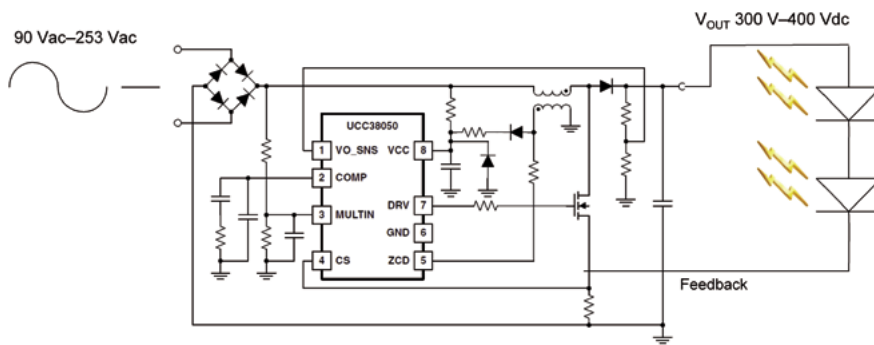 90 Vac–253 Vac
V_OUT 300 V–400 Vdc
UCC38050
1 VO_SNS VCC 8
2 COMP
DRV 7
3 MULTIN
GND 6
4 CS ZCD 5
Feedback